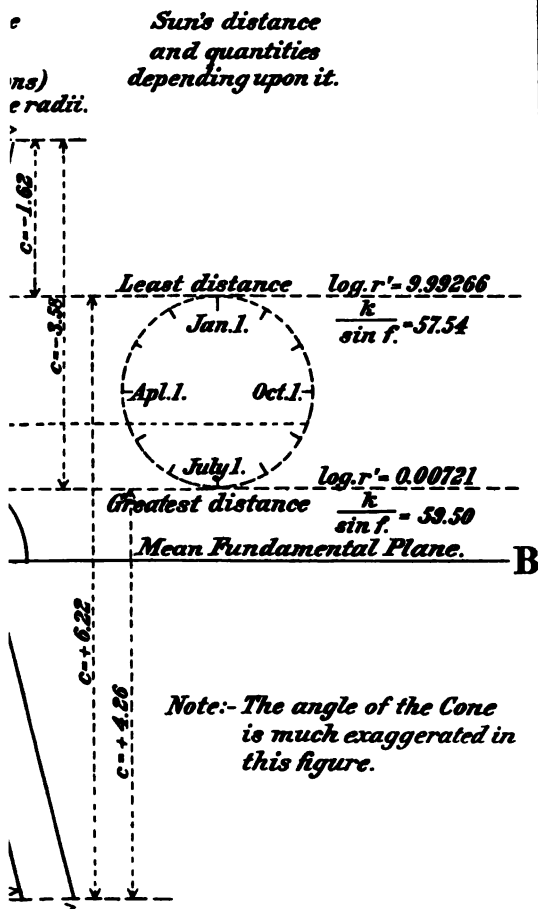 e
ns)
e radii.
Sun's distance
and quantities
depending upon it.
c=-1.62
c=-3.58
Least distance
log. r'= 9.99266
k
sin f. =57.54
Jan.1.
Apl.1.
Oct.1.
July 1.
log. r'= 0.00721
Greatest distance
k
sin f. = 59.50
Mean Fundamental Plane.
B
c=+6.22
c=+4.26
Note:- The angle of the Cone
is much exaggerated in
this figure.